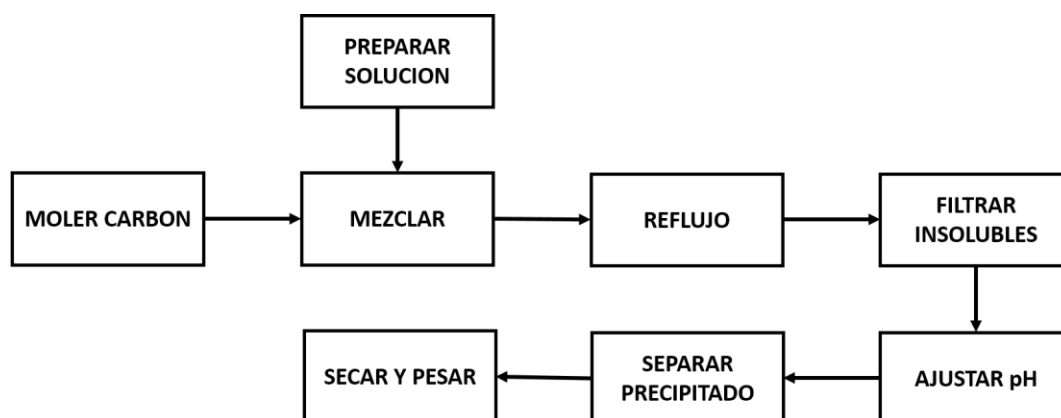 PREPARAR
SOLUCION
MOLER CARBON
MEZCLAR
REFLUJO
FILTRAR
INSOLUBLES
AJUSTAR pH
SEPARAR
PRECIPITADO
SECAR Y PESAR